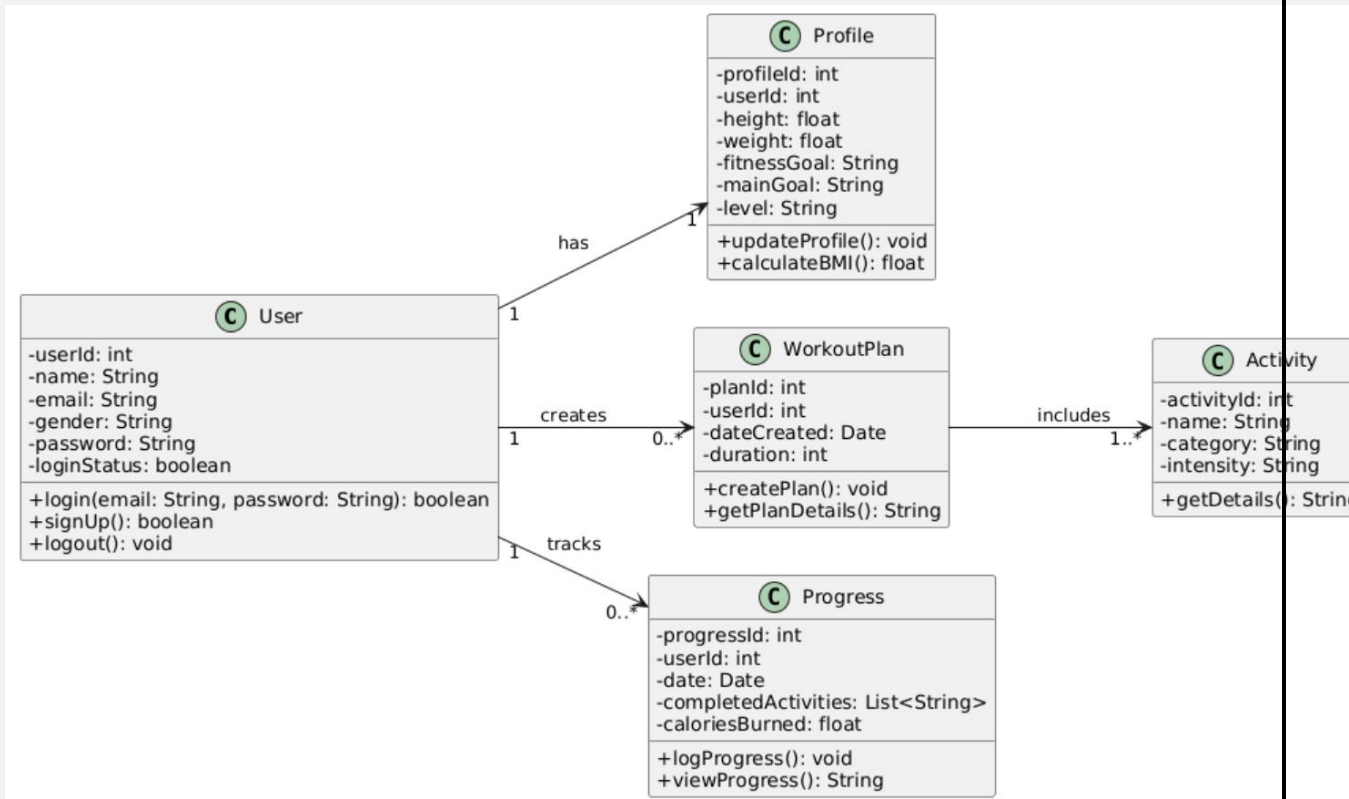 C Profile
-profileId: int
-userId: int
-height: float
-weight: float
-fitnessGoal: String
-mainGoal: String
-level: String
+updateProfile(): void
+calculateBMI(): float
has
1
1
C User
-userId: int
-name: String
-email: String
-gender: String
-password: String
-loginStatus: boolean
+login(email: String, password: String): boolean
+signUp(): boolean
+logout(): void
creates
1
0..*
C WorkoutPlan
-planId: int
-userId: int
-dateCreated: Date
-duration: int
+createPlan(): void
+getPlanDetails(): String
includes
1..*
C Activity
-activityId: int
-name: String
-category: String
-intensity: String
+getDetails(): String
tracks
1
0..*
C Progress
-progressId: int
-userId: int
-date: Date
-completedActivities: List<String>
-caloriesBurned: float
+logProgress(): void
+viewProgress(): String